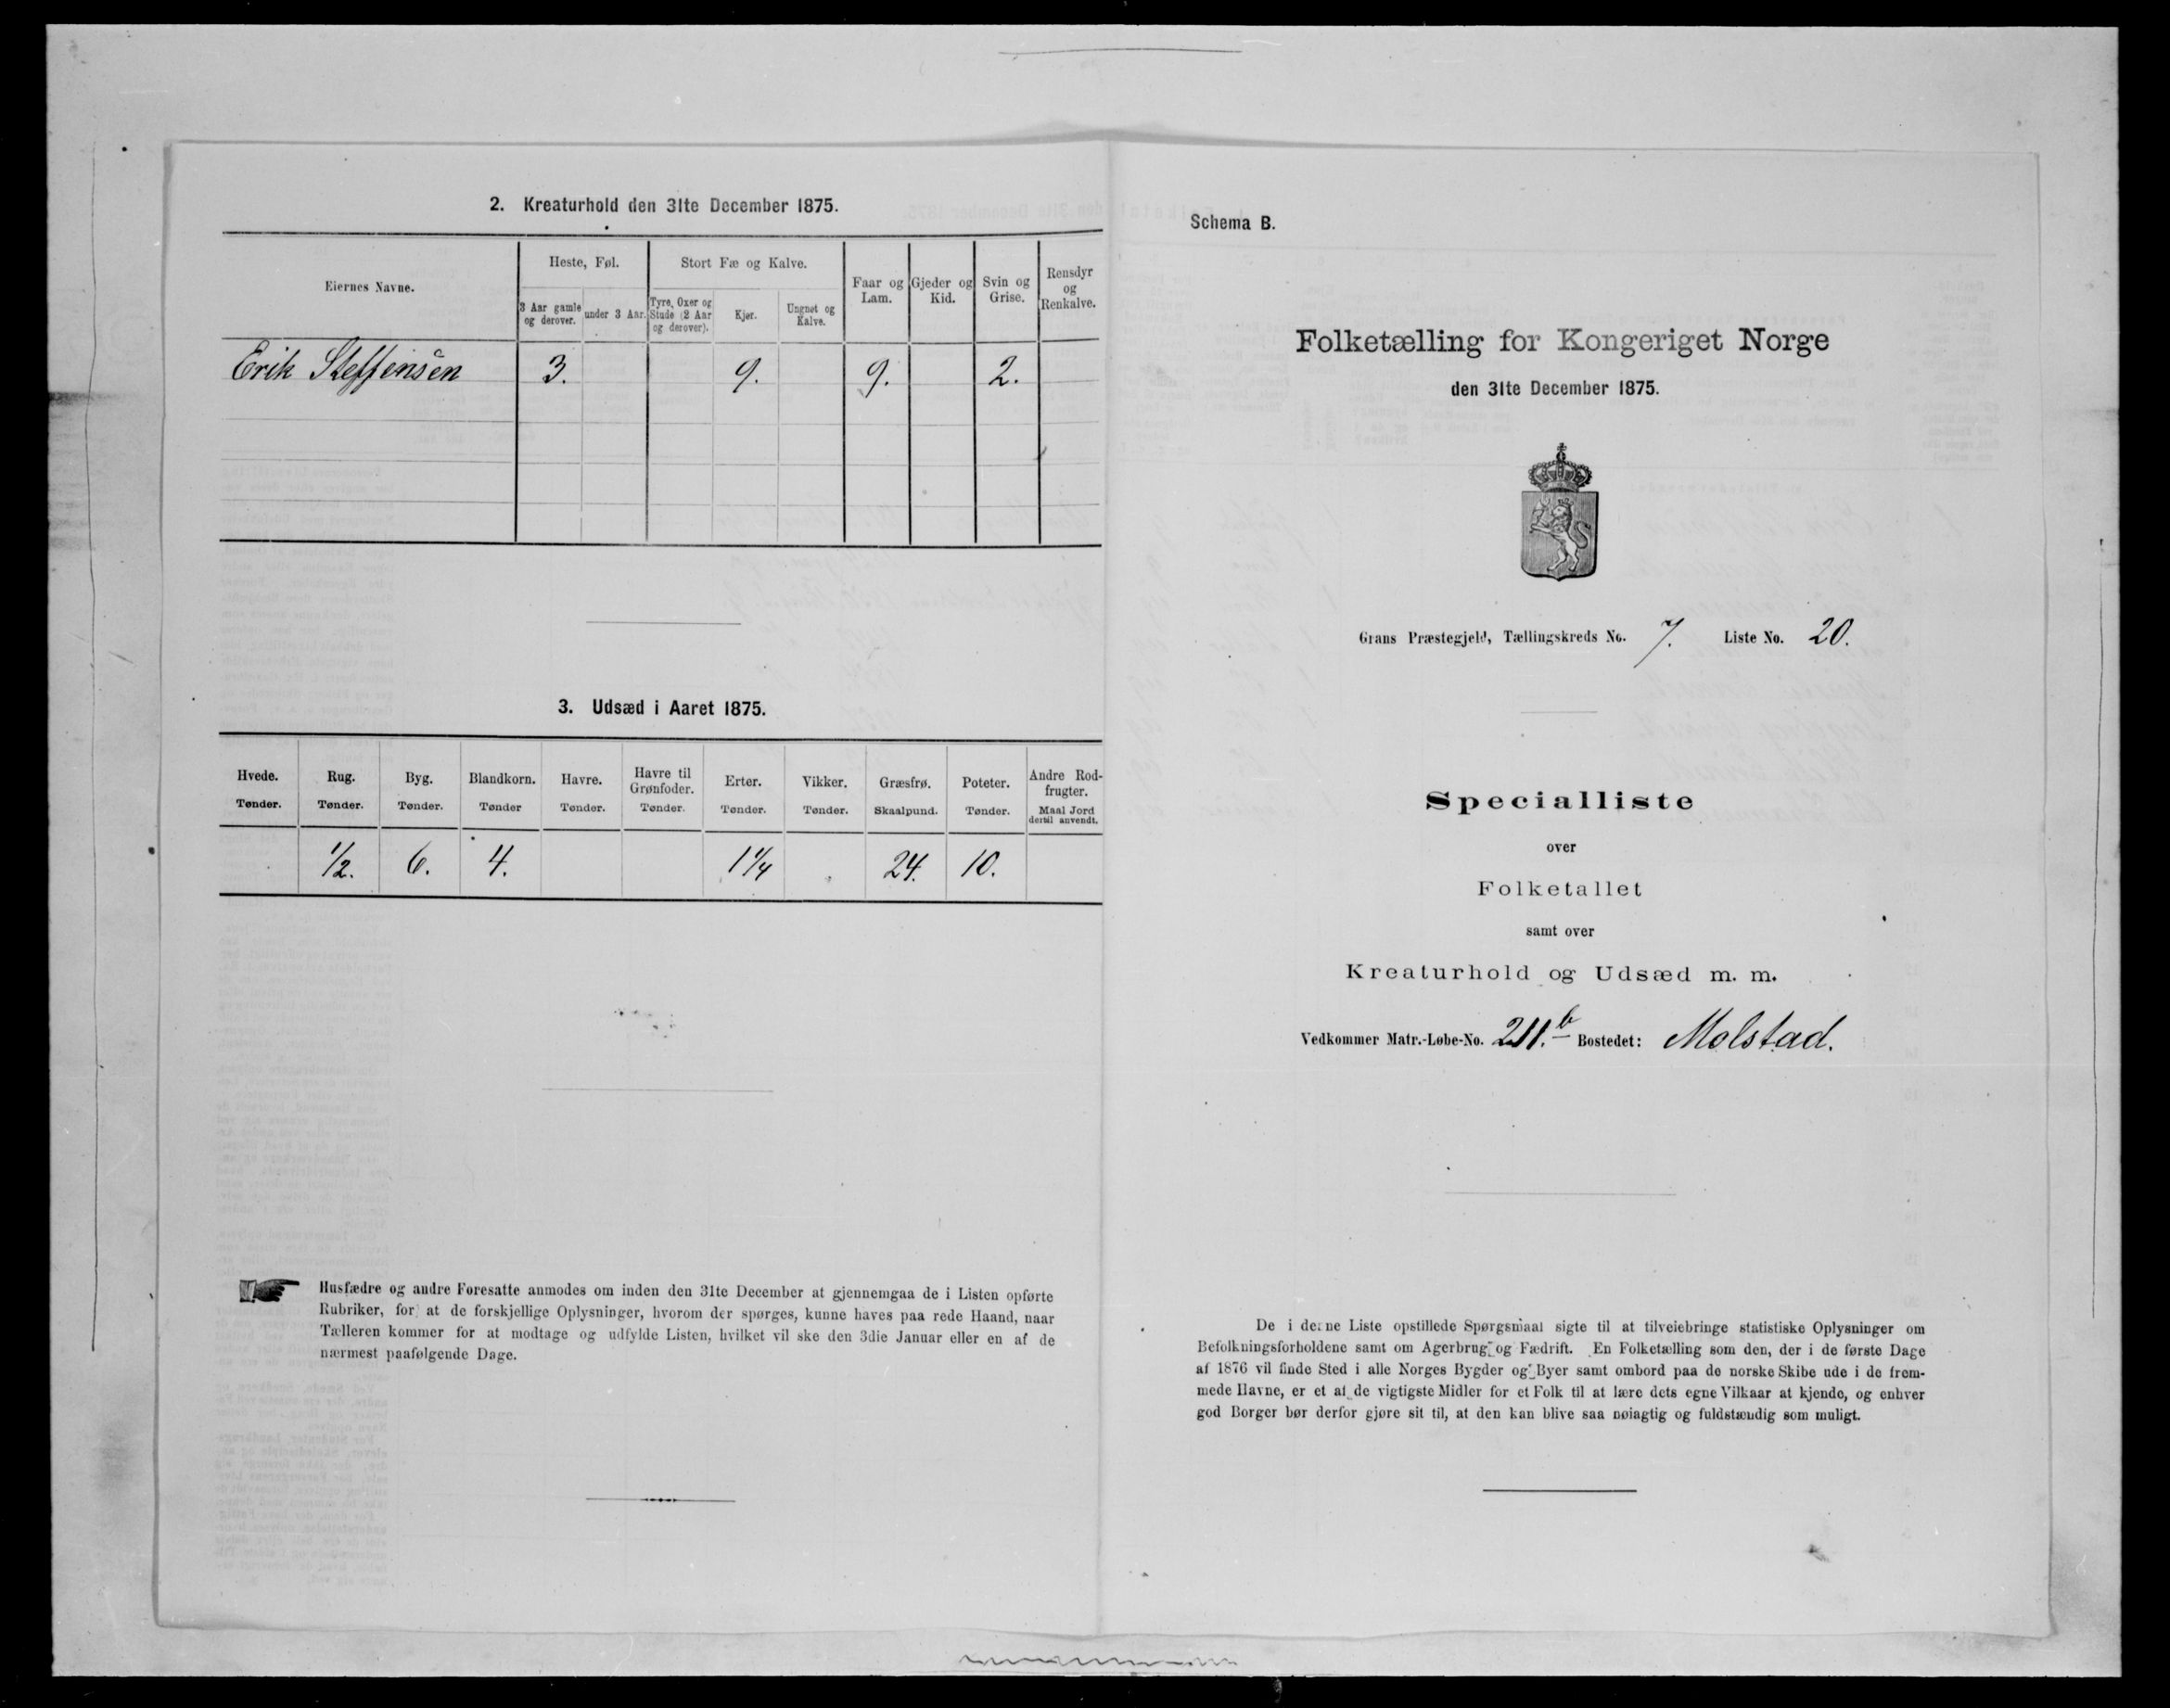 2. Kreaturhold den 31te December 1875.
Eiernes Navne.
Heste, Føl.
Stort Fæ og Kalve.
Faar og Lam.
Gjeder og Kid.
Svin og Grise.
Rensdyr og Renkalve.
3 Aar gamle og derover.
under 3 Aar.
Tyre, Oxer og Stude (2 Aar og derover).
Kjør.
Ungnøt og Kalve.
Erik Steffensen 3. 9. 9. 2.
3. Udsæd i Aaret 1875.
Hvede. Rug. Byg. Blandkorn. Havre. Havre til Grønfoder. Erter. Vikker. Græsfrø. Poteter. Andre Rodfrugter.
Tønder. Tønder. Tønder. Tønder Tønder. Tønder. Tønder. Tønder. Skaalpund. Tønder. Maal Jord dertil anvendt.
1/2. 6. 4. 1 1/4 24. 10.
Husfædre og andre Foresatte anmodes om inden den 31te December at gjennemgaa de i Listen opførte
Rubriker, for at de forskjellige Oplysninger, hvorom der spørges, kunne haves paa rede Haand, naar
Tælleren kommer for at modtage og udfylde Listen, hvilket vil ske den 3die Januar eller en af de
nærmest paafølgende Dage.
Schema B.
Folketælling for Kongeriget Norge
den 31te December 1875.
Grans Præstegjeld, Tællingskreds No. 7. Liste No. 20.
Specialliste
over
Folketallet
samt over
Kreaturhold og Udsæd m. m.
Vedkommer Matr.-Løbe-No. 211.b Bostedet: Molstad.
De i denne Liste opstillede Spørgsmaal sigte til at tilveiebringe statistiske Oplysninger om
Befolkningsforholdene samt om Agerbrug og Fædrift. En Folketælling som den, der i de første Dage
af 1876 vil finde Sted i alle Norges Bygder og Byer samt ombord paa de norske Skibe ude i de frem-
mede Havne, er et af de vigtigste Midler for et Folk til at lære dets egne Vilkaar at kjende, og enhver
god Borger bør derfor gjøre sit til, at den kan blive saa nøiagtig og fuldstændig som muligt.